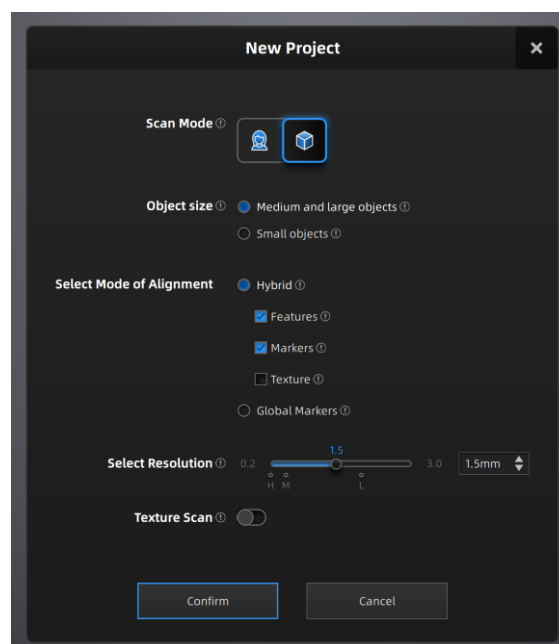 New Project
Scan Mode
Object size
Medium and large objects
Small objects
Select Mode of Alignment
Hybrid
Features
Markers
Texture
Global Markers
1.5
Select Resolution
0.2
3.0
1.5mm
H M L
Texture Scan
Confirm
Cancel